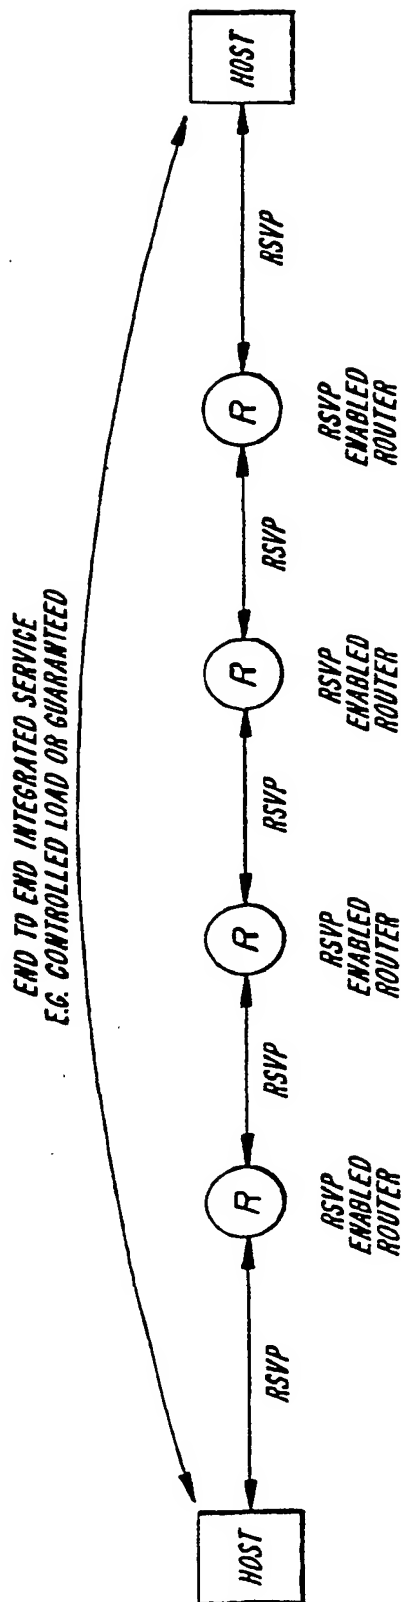 END TO END INTEGRATED SERVICE
E.G. CONTROLLED LOAD OR GUARANTEED
HOST
RSVP
R
RSVP
R
RSVP
R
RSVP
R
RSVP
HOST
RSVP
ENABLED
ROUTER
RSVP
ENABLED
ROUTER
RSVP
ENABLED
ROUTER
RSVP
ENABLED
ROUTER